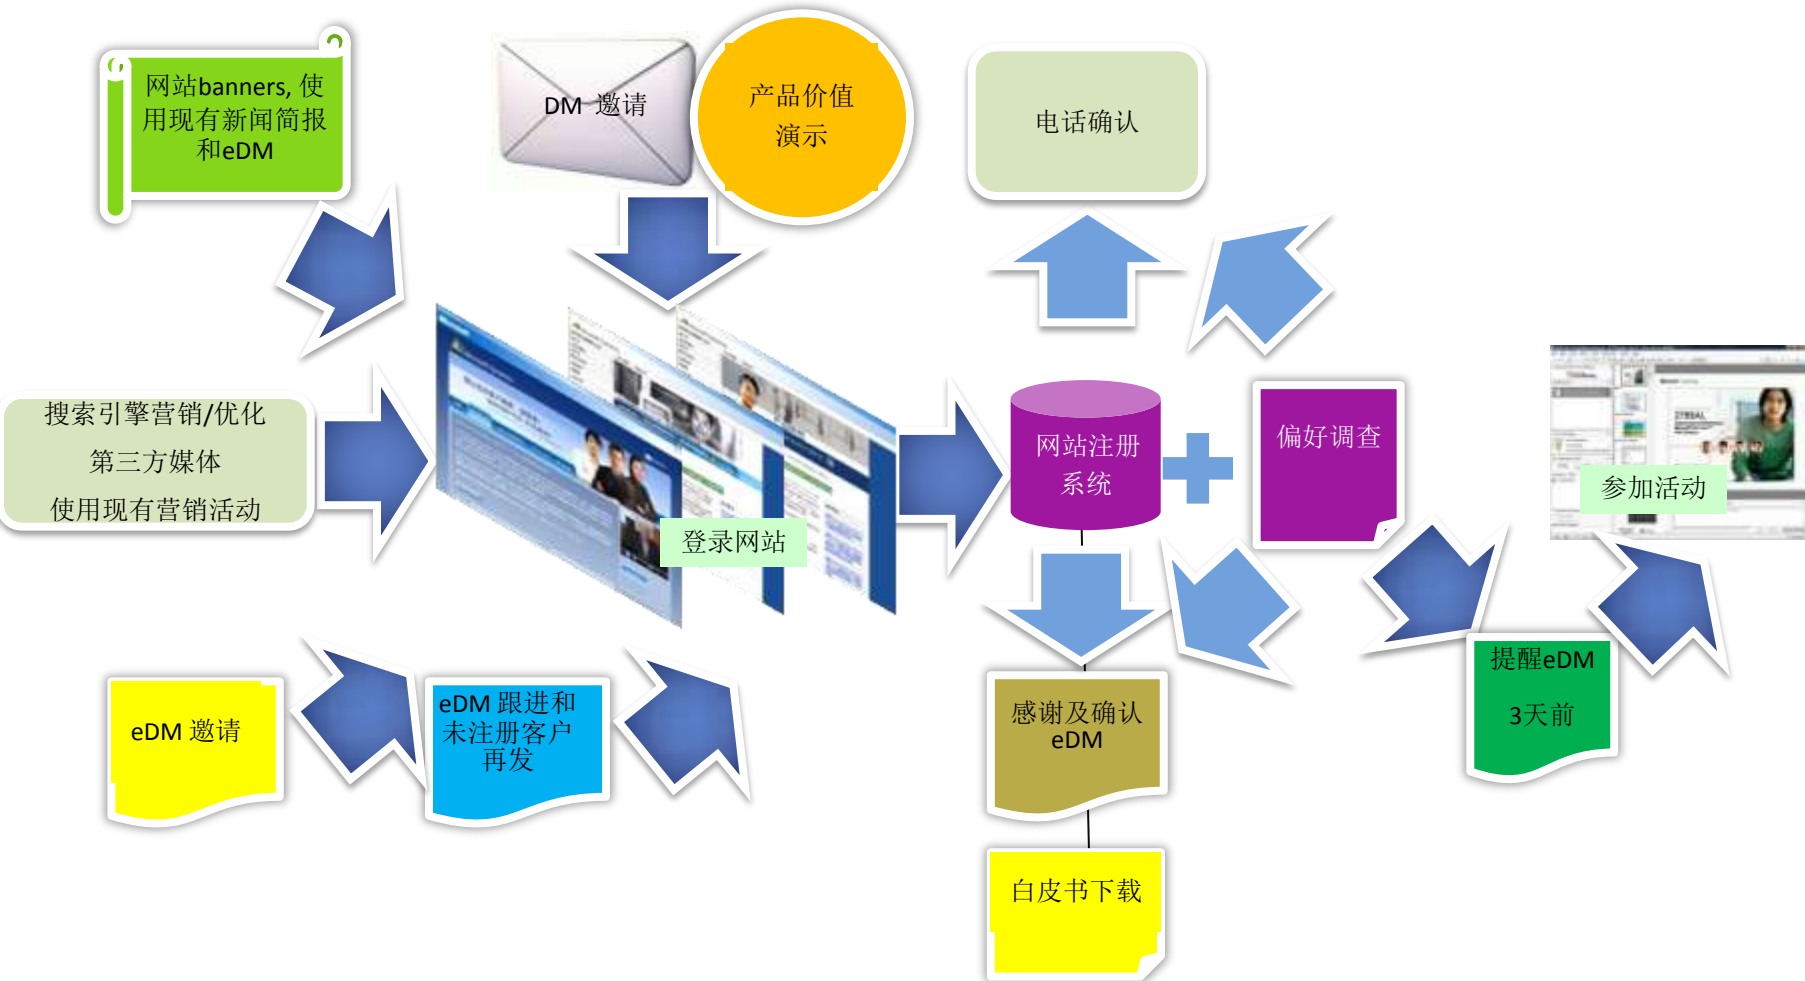 网站banners, 使
用现有新闻简报
和eDM
DM 邀请
产品价值
演示
电话确认
搜索引擎营销/优化
第三方媒体
使用现有营销活动
登录网站
网站注册
系统
偏好调查
参加活动
eDM 邀请
eDM 跟进和
未注册客户
再发
感谢及确认
eDM
提醒eDM
3天前
白皮书下载